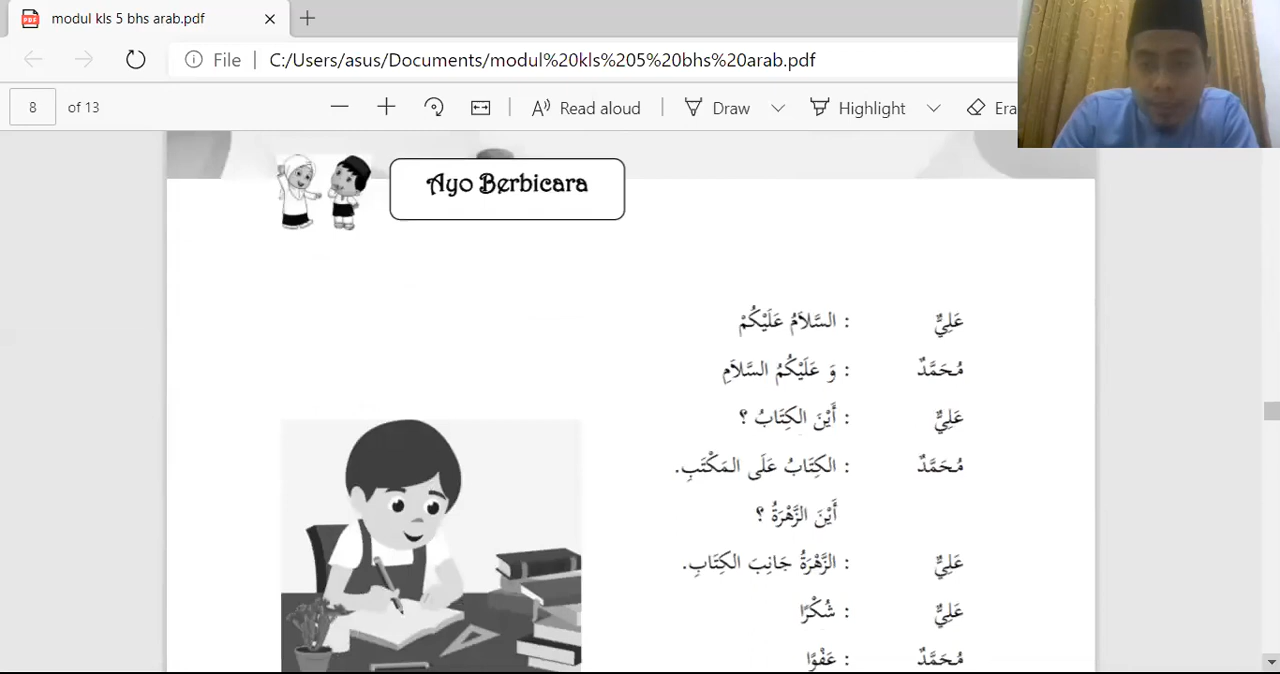 modul kls 5 bhs arab.pdf
File | C:/Users/asus/Documents/modul%20kls%205%20bhs%20arab.pdf
8 of 13 Read aloud Draw Highlight Era
Ayo Berbicara
عَلِيٌّ : السَّلاَمُ عَلَيْكُمْ
مُحَمَّدٌ : وَ عَلَيْكُمُ السَّلاَمِ
عَلِيٌّ : أَيْنَ الكِتَابُ ؟
مُحَمَّدٌ : الكِتَابُ عَلَى المَكْتَبِ.
أَيْنَ الزَّهْرَةُ ؟
عَلِيٌّ : الزَّهْرَةُ جَانِبَ الكِتَابِ.
عَلِيٌّ : شُكْرًا
مُحَمَّدٌ : عَفْوًا